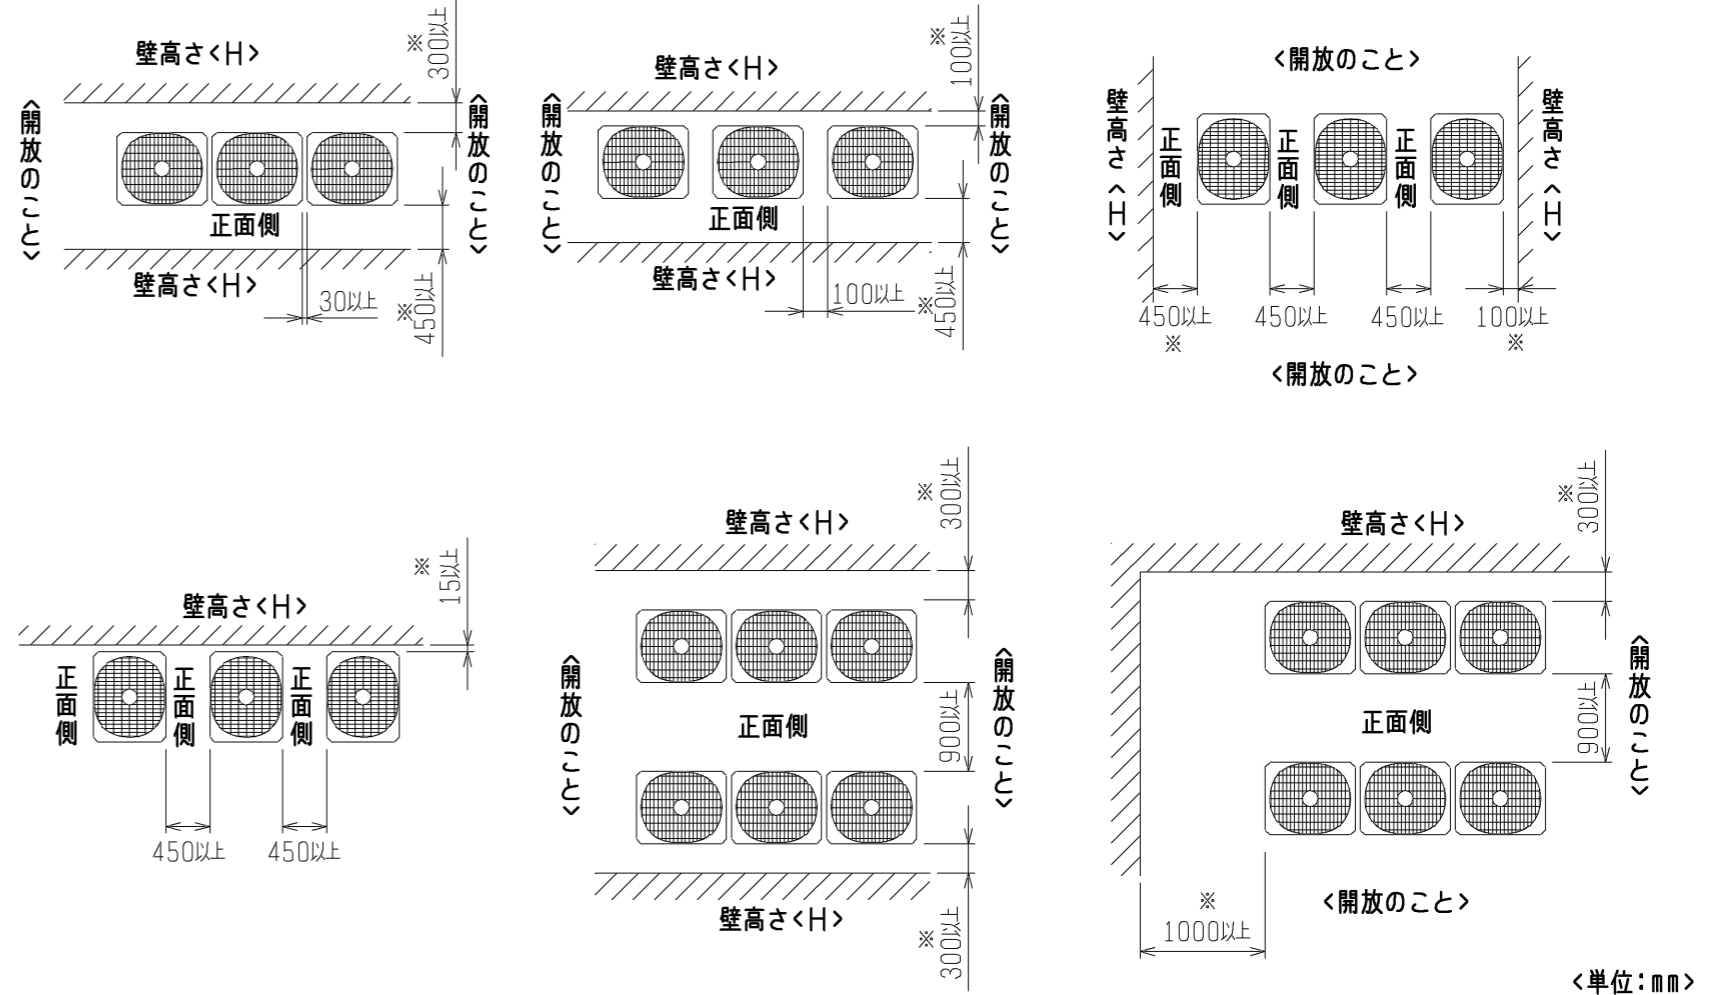 壁高さ<H>
※
300以上
<開放のこと>
<開放のこと>
正面側
壁高さ<H>
30以上
※
450以上
壁高さ<H>
※
100以上
<開放のこと>
<開放のこと>
正面側
壁高さ<H>
100以上
※
450以上
<開放のこと>
壁高さ<H>
正面側
正面側
正面側
壁高さ<H>
450以上
※
450以上
450以上
100以上
※
<開放のこと>
壁高さ<H>
※
15以上
正面側
正面側
正面側
450以上
450以上
壁高さ<H>
※
300以上
<開放のこと>
正面側
900以上
<開放のこと>
壁高さ<H>
※
300以上
壁高さ<H>
※
300以上
正面側
900以上
<開放のこと>
※
1000以上
<開放のこと>
<単位:mm>